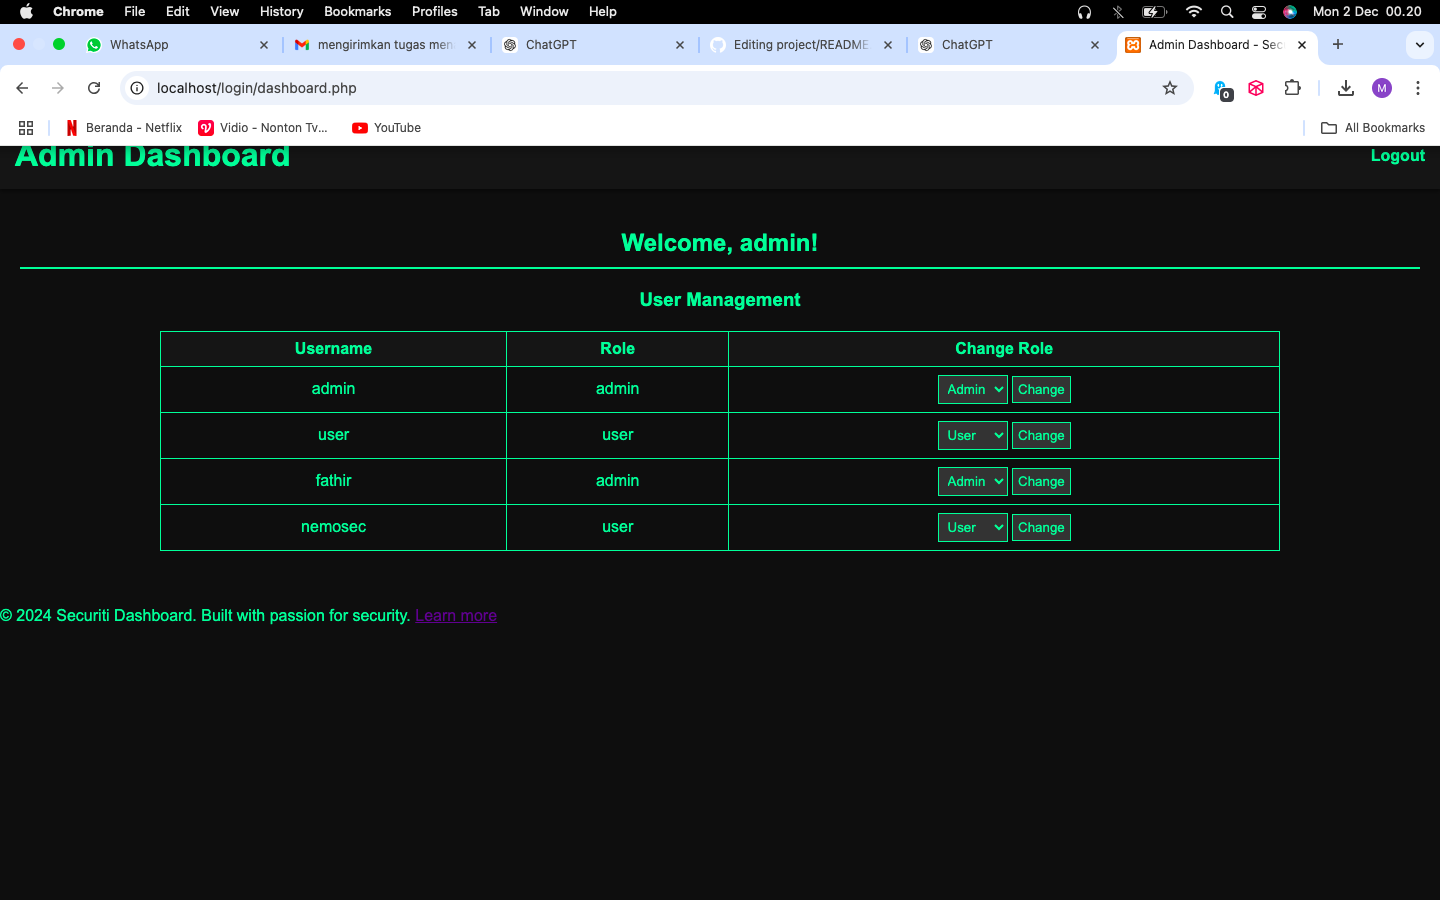 Chrome File Edit View History Bookmarks Profiles Tab Window Help Mon 2 Dec 00.20
WhatsApp mengirimkan tugas men ChatGPT Editing project/README ChatGPT Admin Dashboard - Sec
localhost/login/dashboard.php 0 M
Beranda - Netflix Vidio - Nonton Tv... YouTube All Bookmarks
Admin Dashboard Logout
Welcome, admin!
User Management
Username Role Change Role
admin admin Admin Change
user user User Change
fathir admin Admin Change
nemosec user User Change
© 2024 Securiti Dashboard. Built with passion for security. Learn more